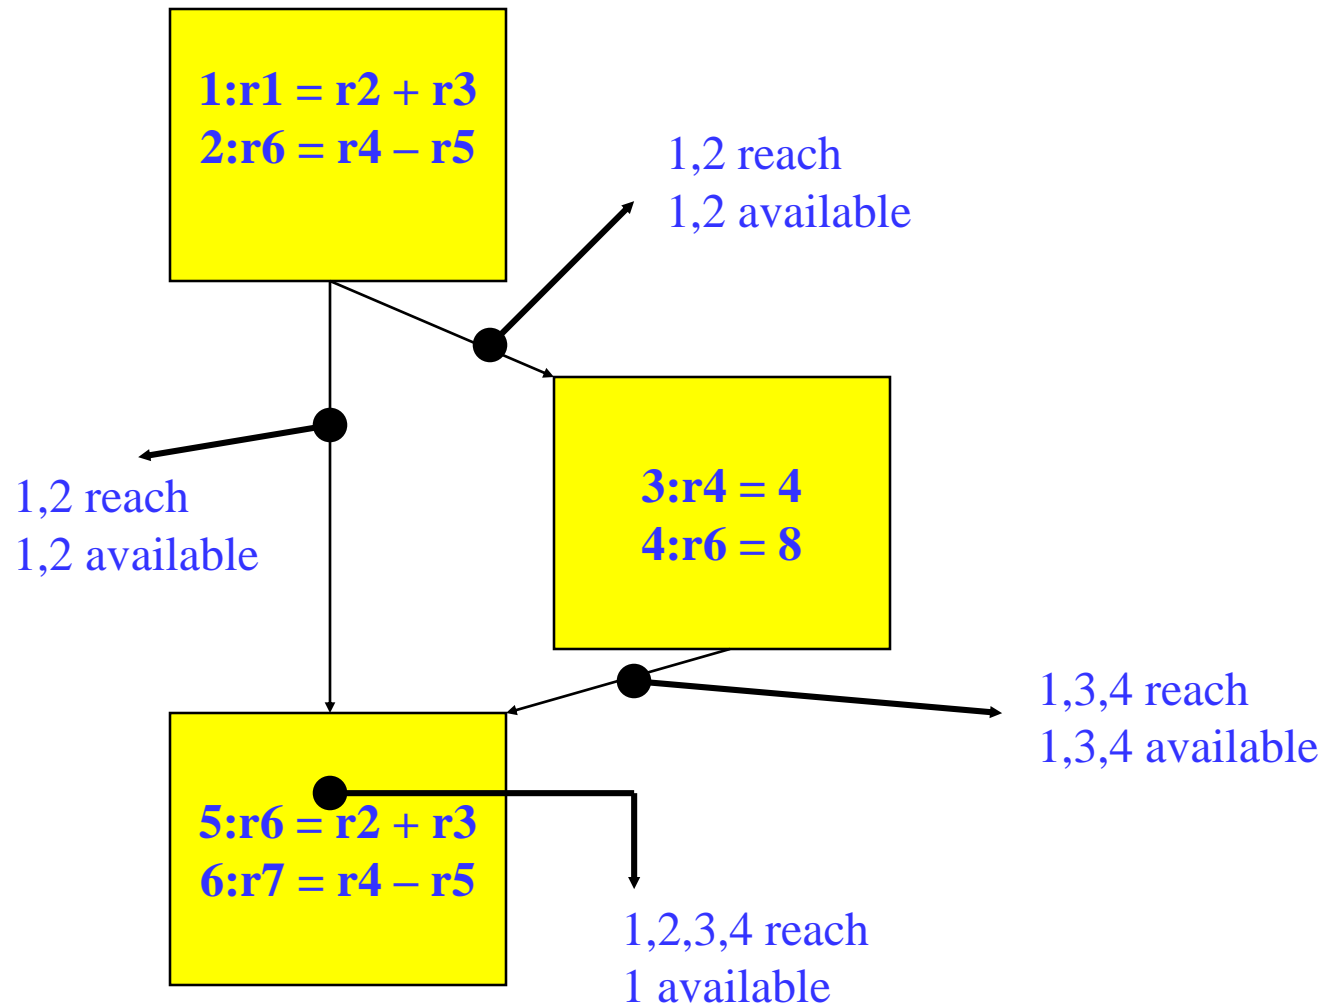 1:r1 = r2 + r3
2:r6 = r4 – r5
1,2 reach
1,2 available
1,2 reach
1,2 available
3:r4 = 4
4:r6 = 8
1,3,4 reach
1,3,4 available
5:r6 = r2 + r3
6:r7 = r4 – r5
1,2,3,4 reach
1 available